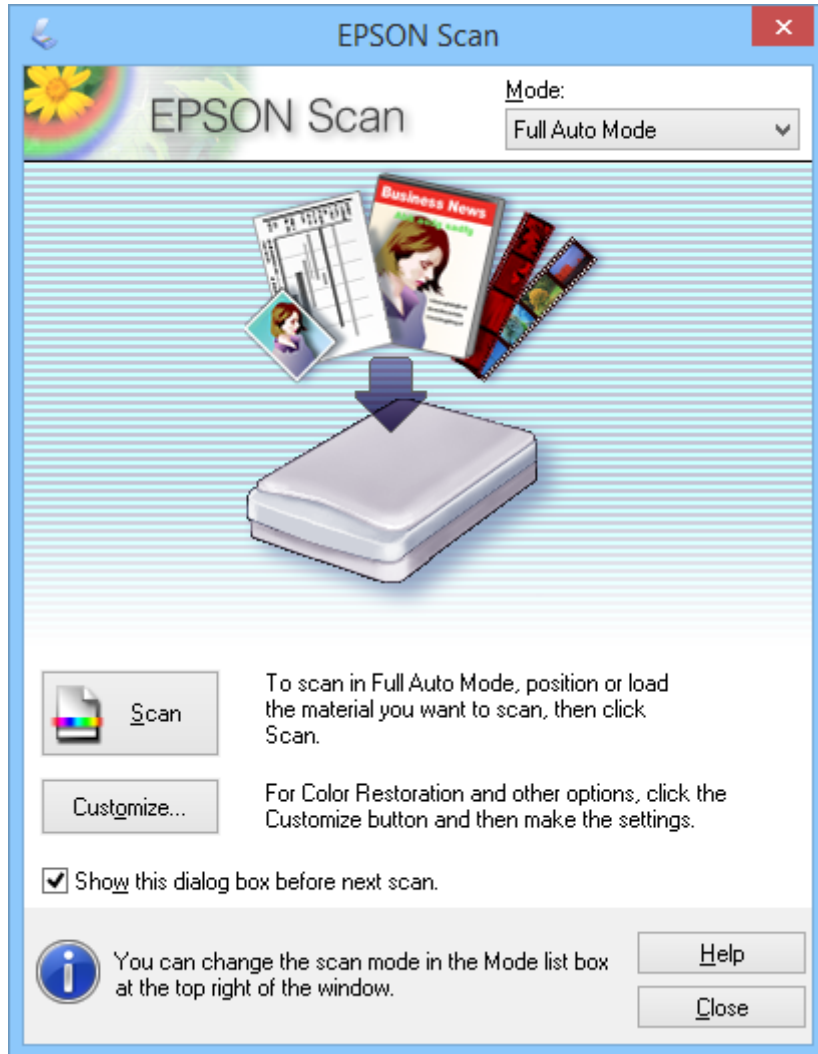 EPSON Scan
EPSON Scan
Mode:
Full Auto Mode
Business News
Scan
To scan in Full Auto Mode, position or load
the material you want to scan, then click
Scan.
Customize...
For Color Restoration and other options, click the
Customize button and then make the settings.
Show this dialog box before next scan.
You can change the scan mode in the Mode list box
at the top right of the window.
Help
Close